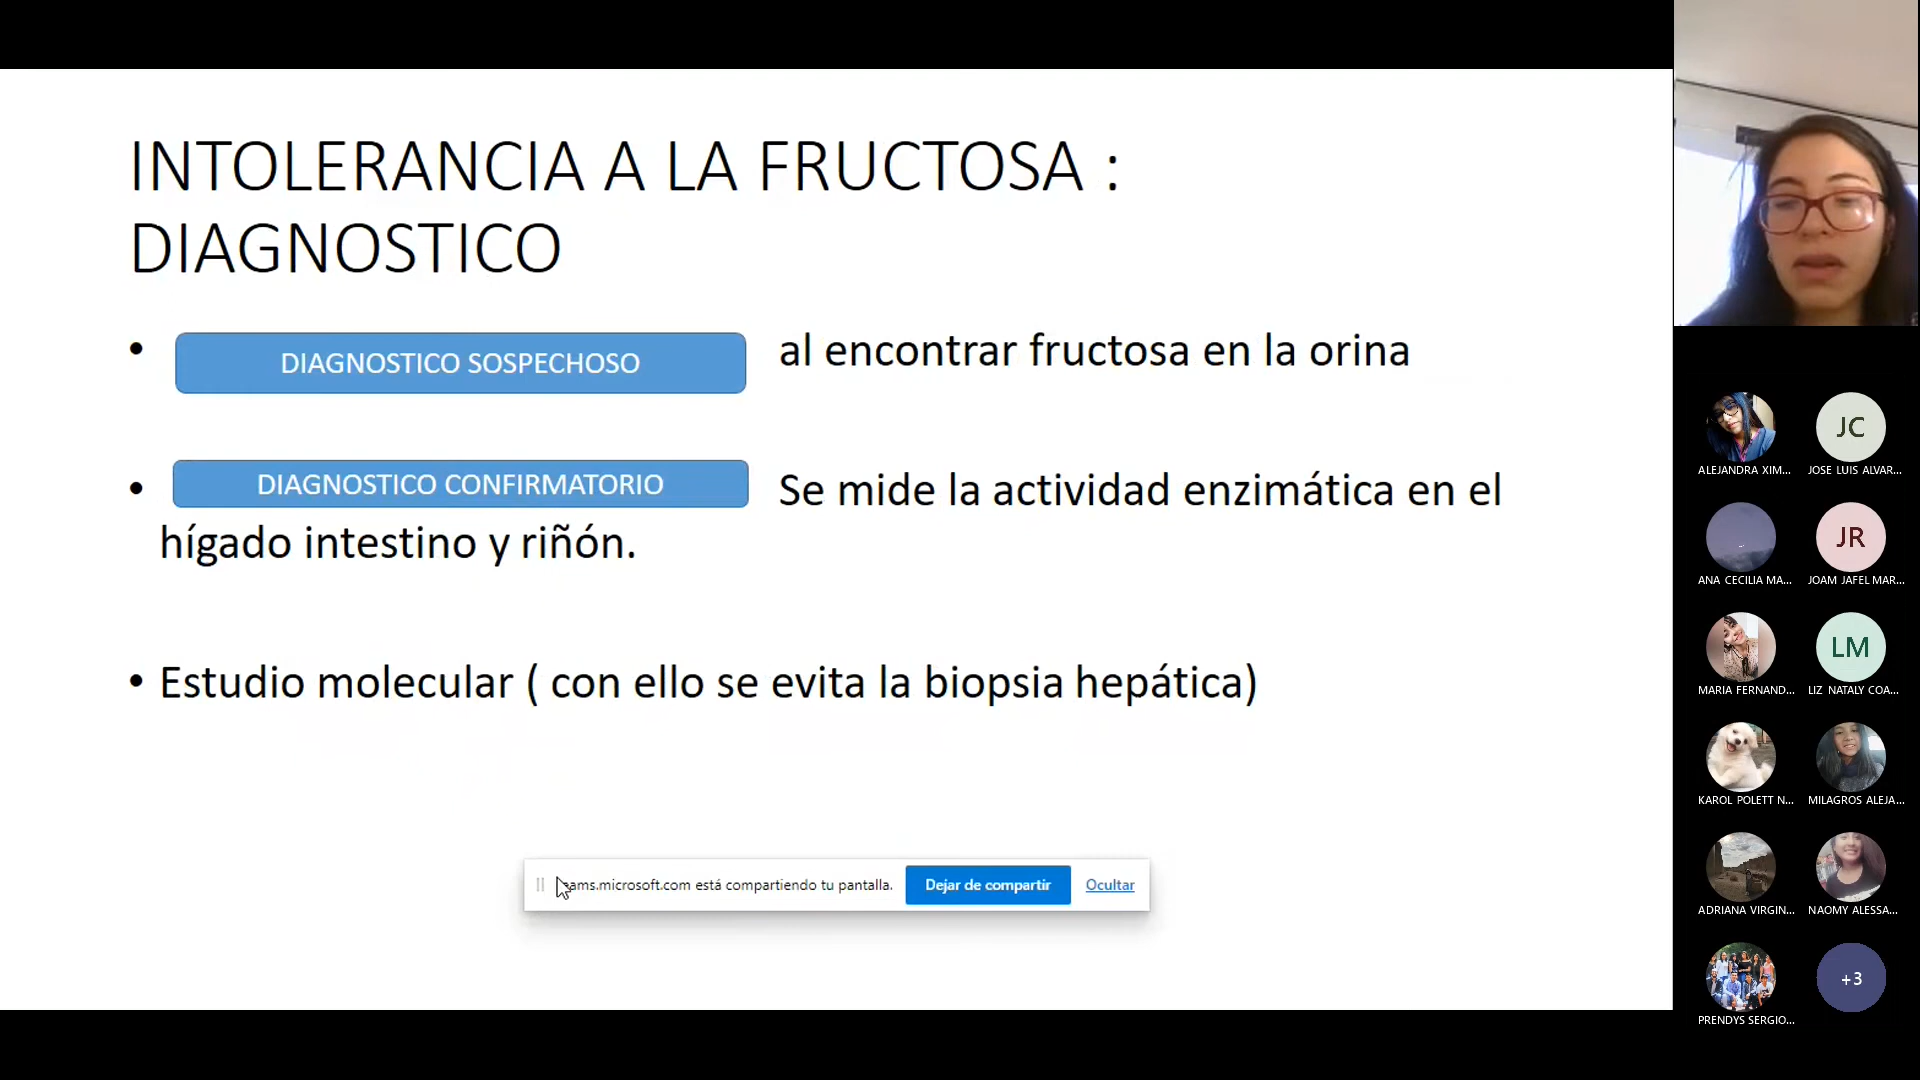 INTOLERANCIA A LA FRUCTOSA :
DIAGNOSTICO
• DIAGNOSTICO SOSPECHOSO al encontrar fructosa en la orina
• DIAGNOSTICO CONFIRMATORIO Se mide la actividad enzimática en el
hígado intestino y riñón.
• Estudio molecular ( con ello se evita la biopsia hepática)
ams.microsoft.com está compartiendo tu pantalla. Dejar de compartir Ocultar
JC
ALEJANDRA XIM... JOSE LUIS ALVAR...
JR
ANA CECILIA MA... JOAM JAFEL MAR...
LM
MARIA FERNAND... LIZ NATALY COA...
KAROL POLETT N... MILAGROS ALEJA...
ADRIANA VIRGIN... NAOMY ALESSA...
+3
PRENDYS SERGIO...